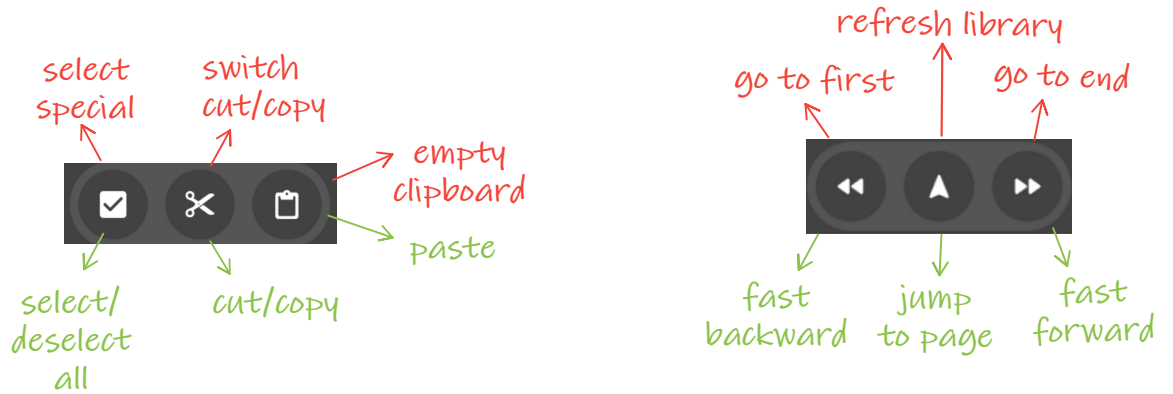 select
special
switch
cut/copy
empty
clipboard
paste
select/
deselect
all
cut/copy
refresh library
go to first
go to end
fast
backward
jump
to page
fast
forward